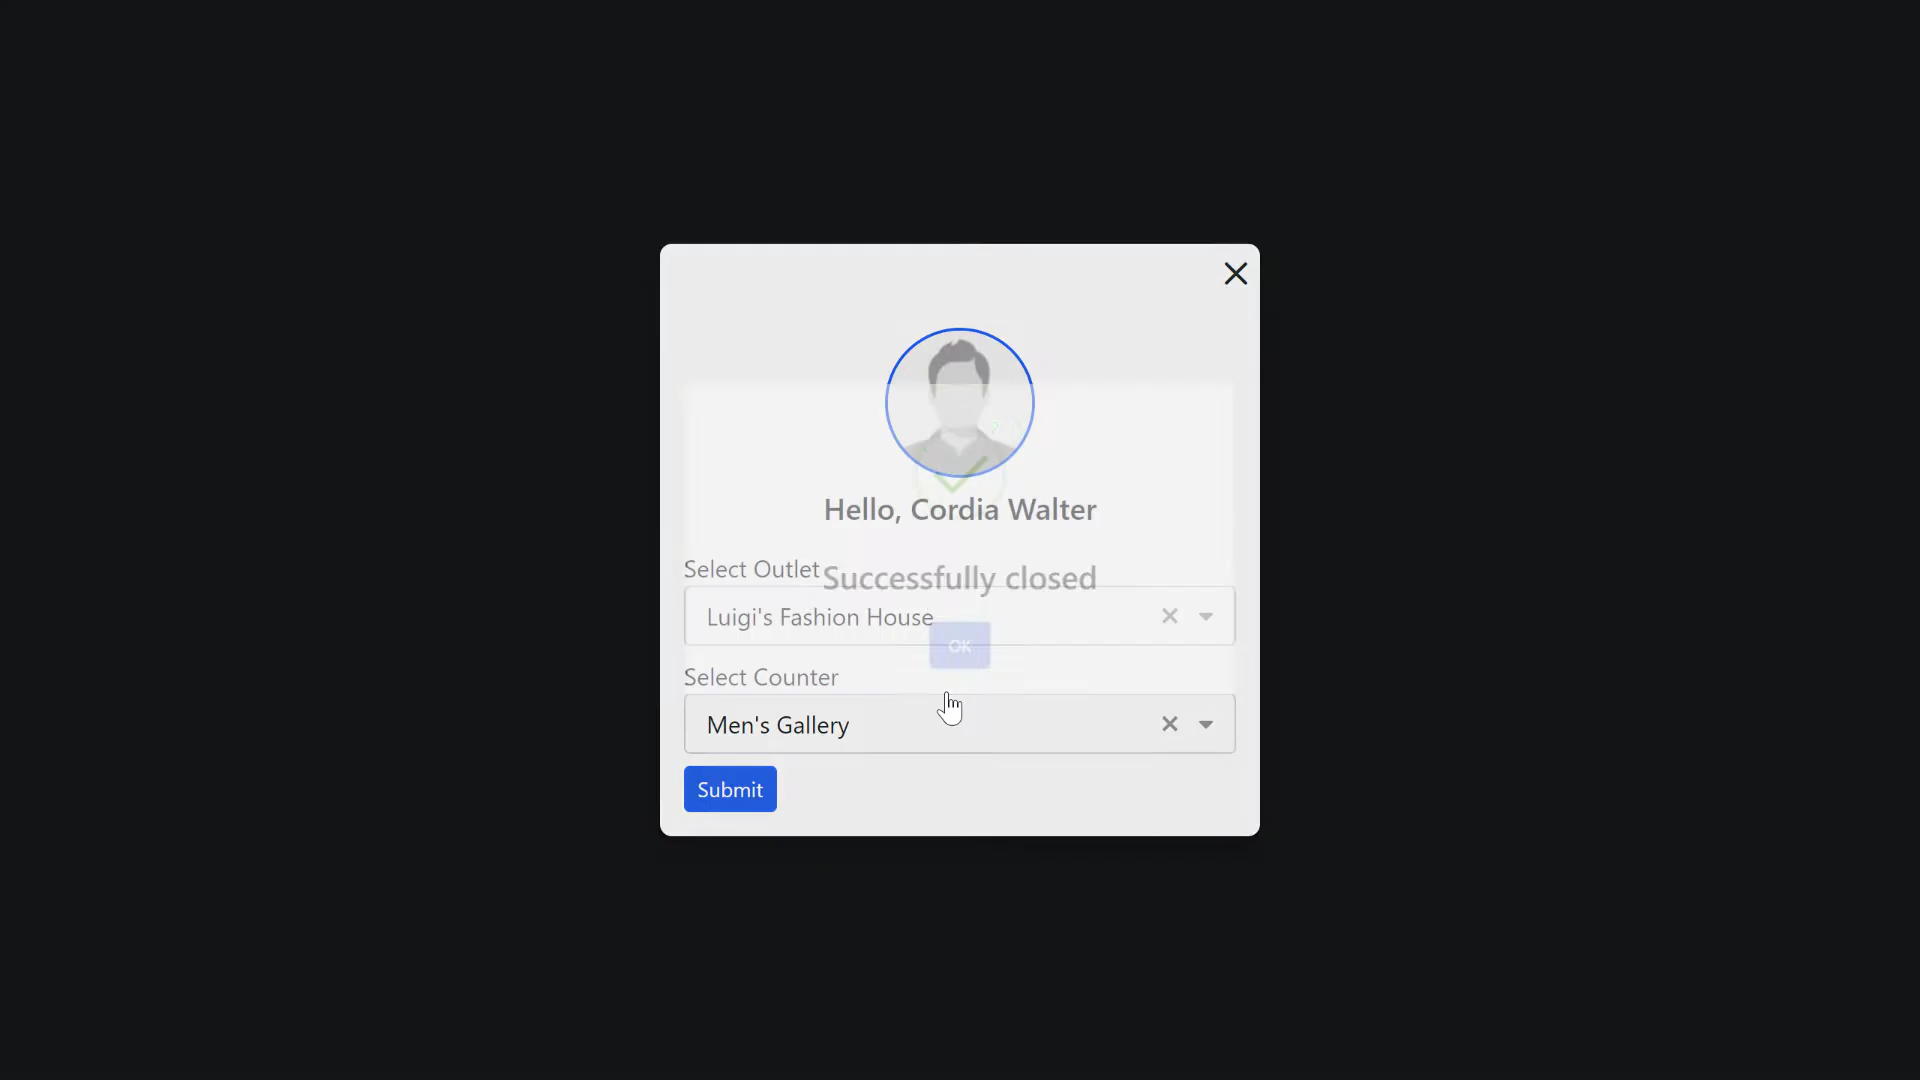 Hello, Cordia Walter
Select Outlet
Successfully closed
Luigi's Fashion House
OK
Select Counter
Men's Gallery
Submit